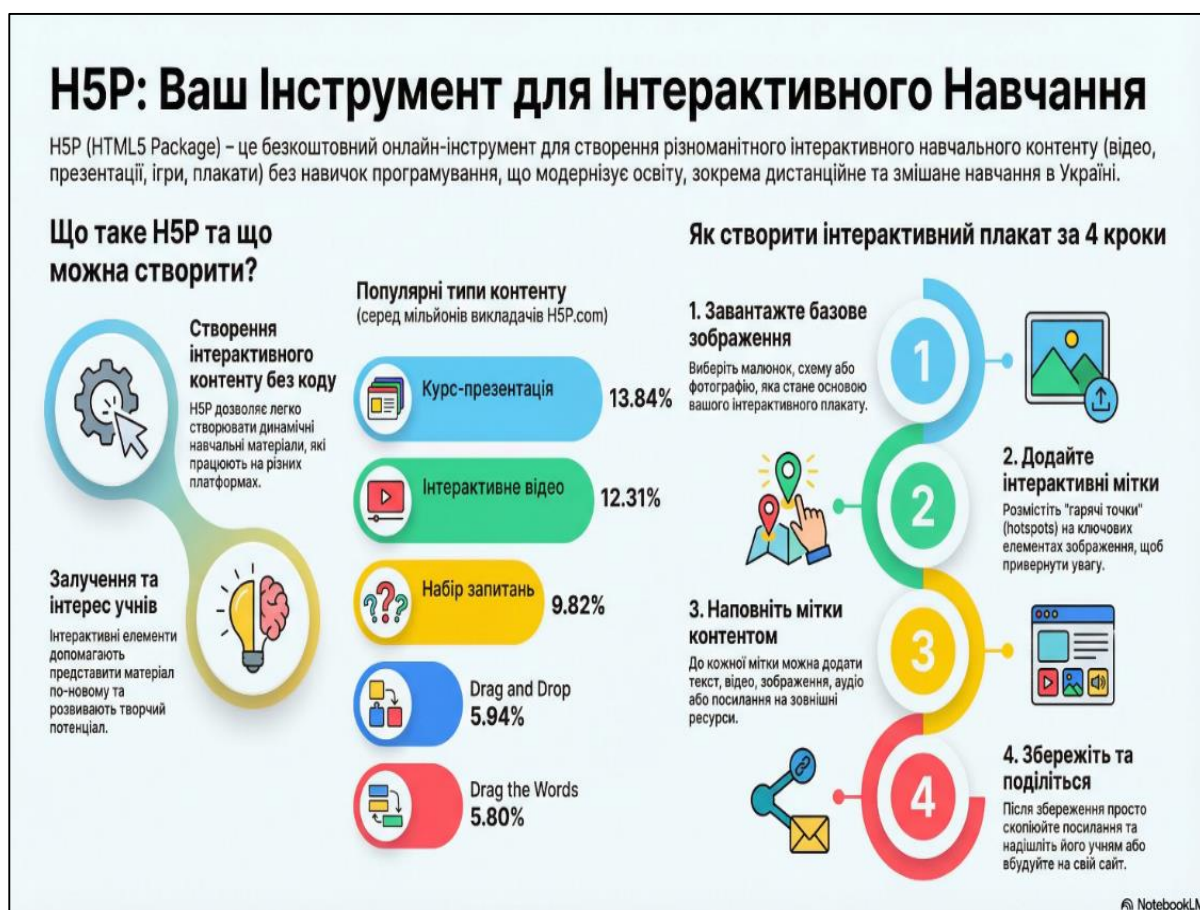 H5P: Ваш Інструмент для Інтерактивного Навчання
H5P (HTML5 Package) – це безкоштовний онлайн-інструмент для створення різноманітного інтерактивного навчального контенту (відео,
презентації, ігри, плакати) без навичок програмування, що модернізує освіту, зокрема дистанційне та змішане навчання в Україні.
Що таке H5P та що
можна створити?
Створення
інтерактивного
контенту без коду
H5P дозволяє легко
створювати динамічні
навчальні матеріали, які
працюють на різних
платформах.
Залучення та
інтерес учнів
Інтерактивні елементи
допомагають
представити матеріал
по-новому та
розвивають творчий
потенціал.
Популярні типи контенту
(серед мільйонів викладачів H5P.com)
Курс-презентація
13.84%
Інтерактивне відео
12.31%
Набір запитань
9.82%
Drag and Drop
5.94%
Drag the Words
5.80%
Як створити інтерактивний плакат за 4 кроки
1. Завантажте базове
зображення
Виберіть малюнок, схему або
фотографію, яка стане основою
вашого інтерактивного плакату.
1
2. Додайте
інтерактивні мітки
Розмістіть "гарячі точки"
(hotspots) на ключових
елементах зображення, щоб
привернути увагу.
2
3. Наповніть мітки
контентом
До кожної мітки можна додати
текст, відео, зображення, аудіо
або посилання на зовнішні
ресурси.
3
4. Збережіть та
поділіться
Після збереження просто
скопіюйте посилання та
надішліть його учням або
вбудуйте на свій сайт.
4
NotebookLM